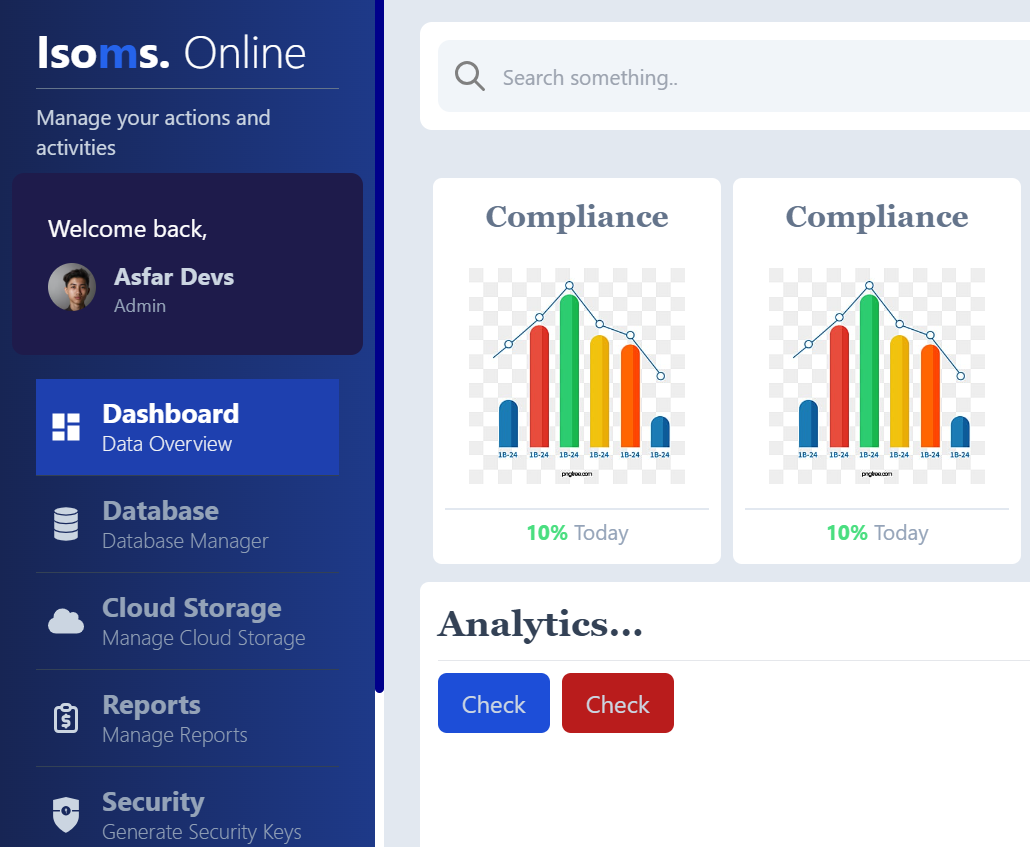 Isoms. Online
Manage your actions and
activities
Welcome back,
Asfar Devs
Admin
Dashboard
Data Overview
Database
Database Manager
Cloud Storage
Manage Cloud Storage
Reports
Manage Reports
Security
Generate Security Keys
Search something..
Compliance
1B-24 1B-24 1B-24 1B-24 1B-24 1B-24
pngtree.com
10% Today
Compliance
1B-24 1B-24 1B-24 1B-24 1B-24 1B-24
pngtree.com
10% Today
Analytics...
Check Check